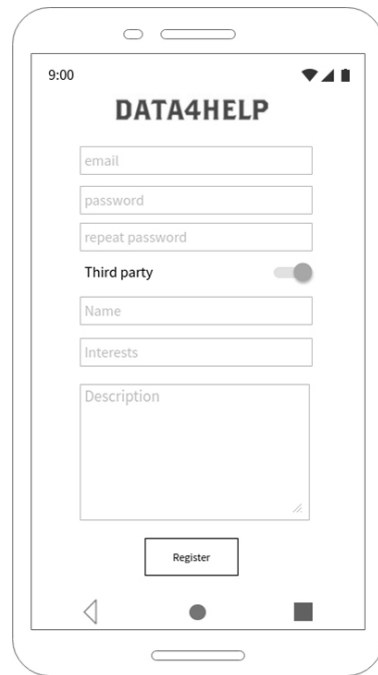 9:00
DATA4HELP
email
password
repeat password
Third party
Name
Interests
Description
Register